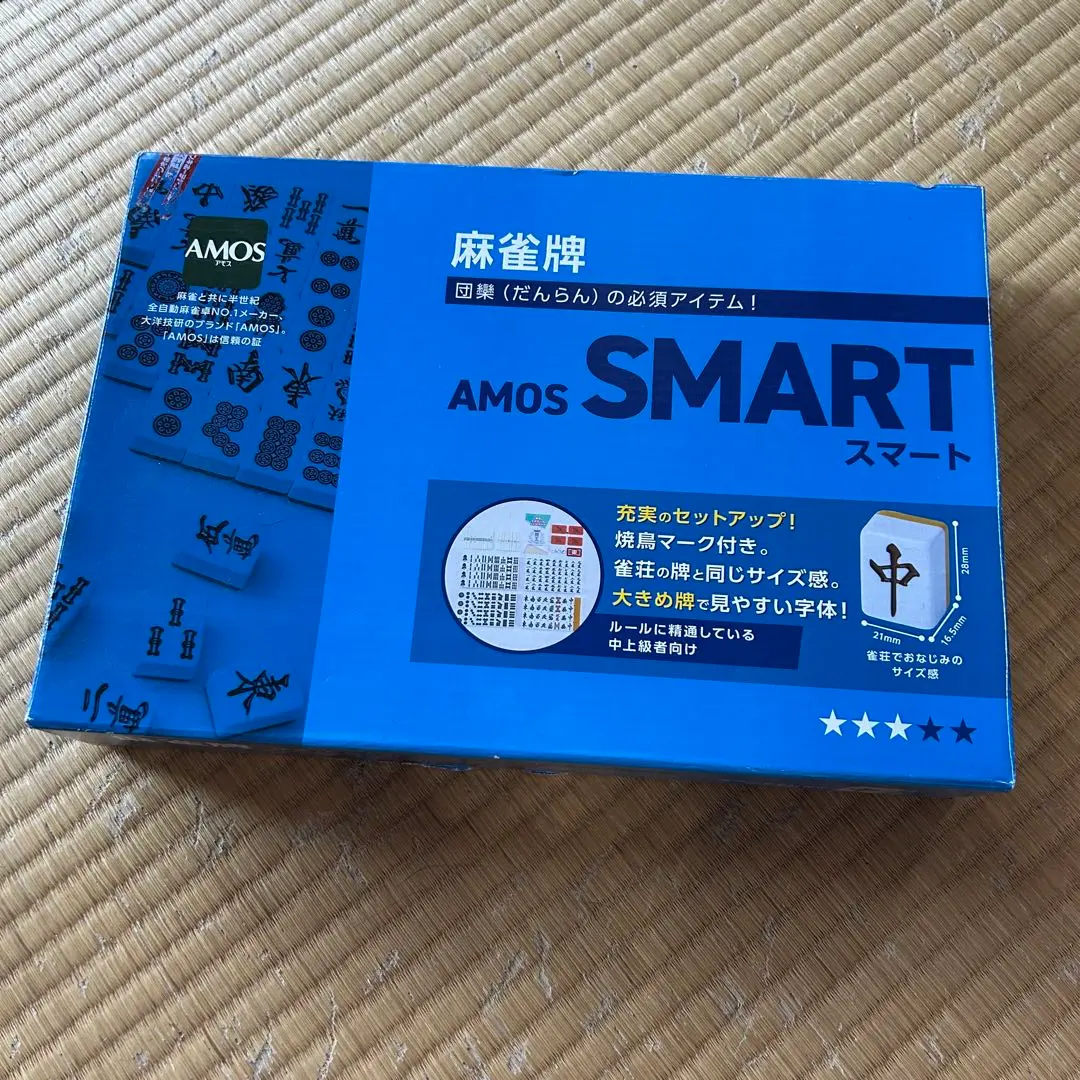 AMOS
アモス
麻雀と共に半世紀
全自動麻雀卓NO.1メーカー、
大洋技研のブランド「AMOS」。
「AMOS」は信頼の証
麻雀牌
団欒(だんらん)の必須アイテム!
AMOS SMART
スマート
充実のセットアップ!
焼鳥マーク付き。
雀荘の牌と同じサイズ感。
大きめ牌で見やすい字体!
ルールに精通している
中上級者向け
中
28mm
21mm
16.5mm
雀荘でおなじみの
サイズ感